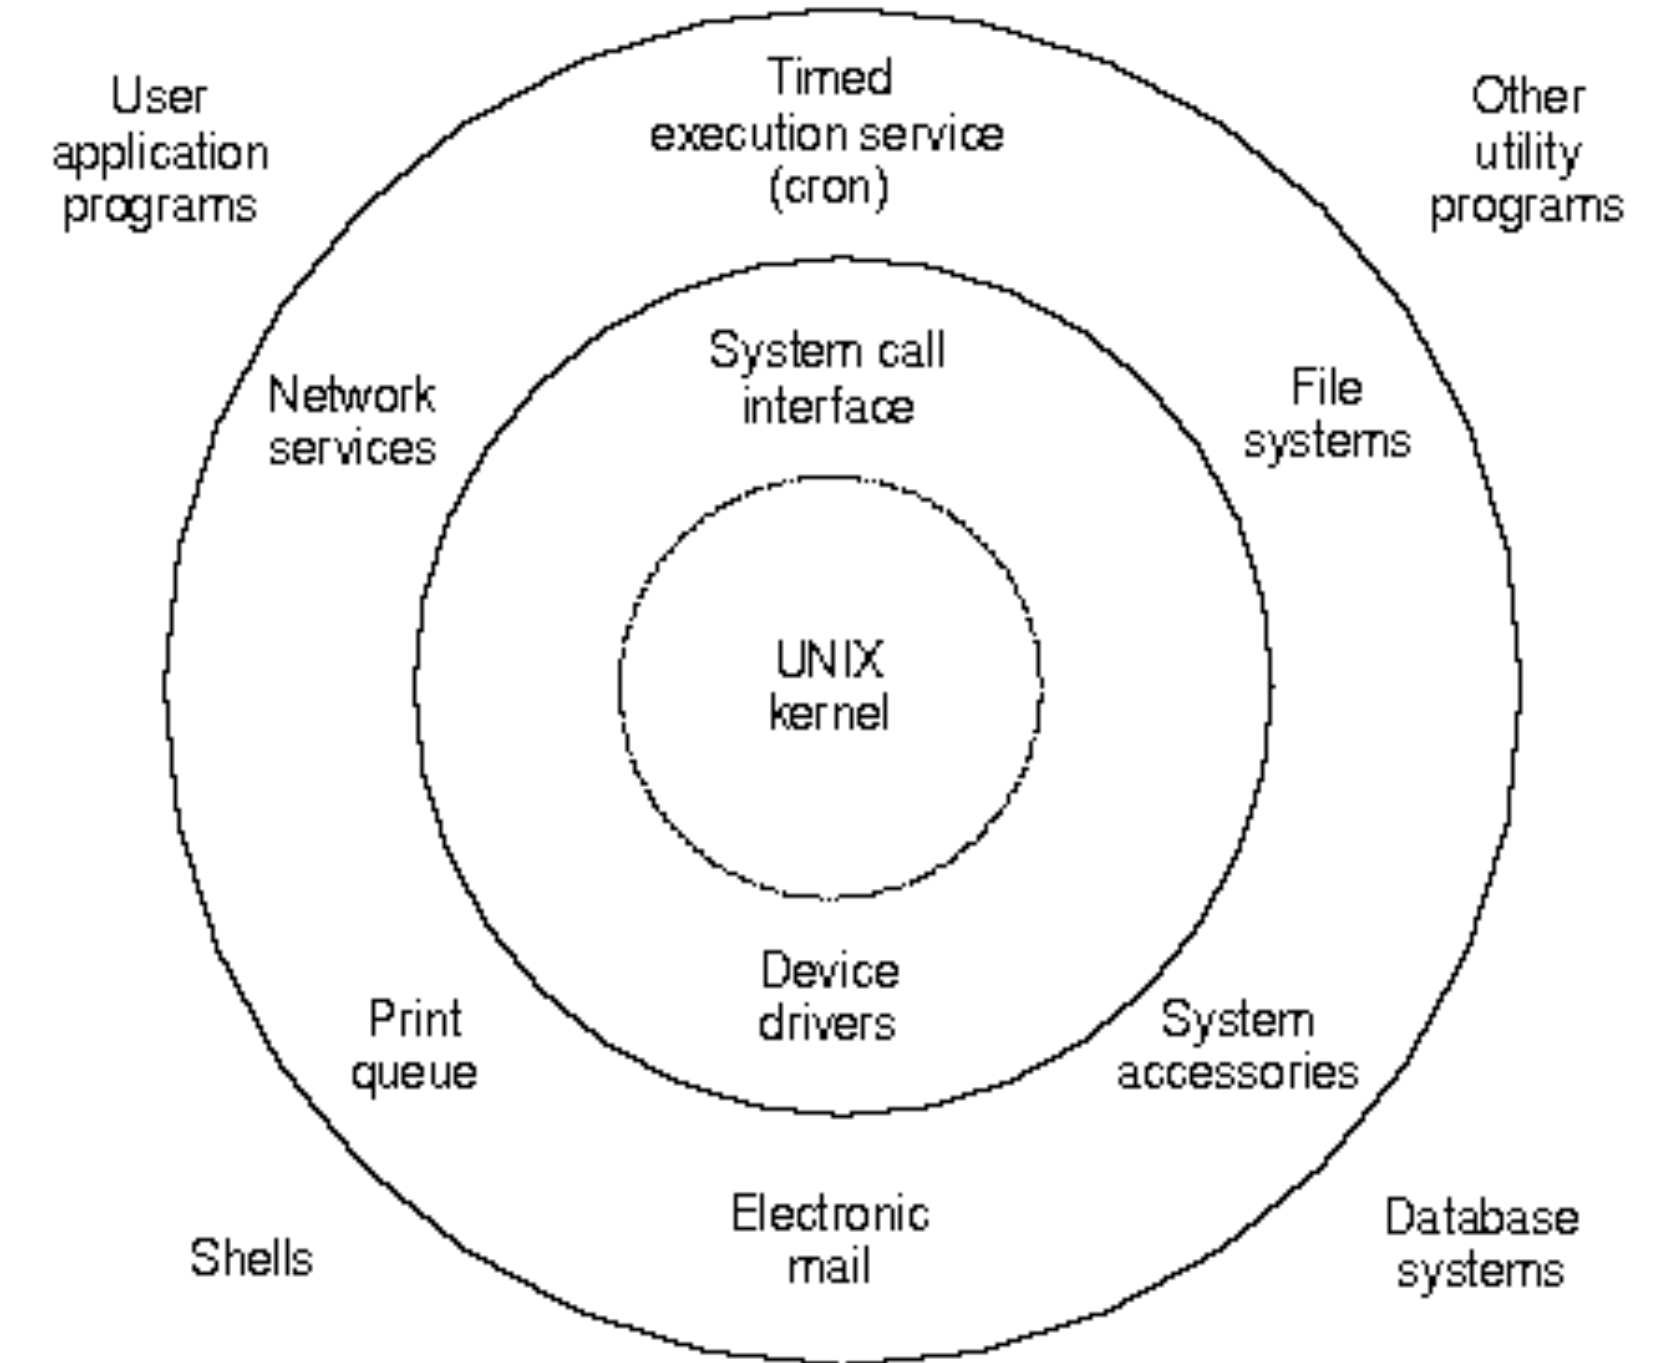 User
application
programs
Timed
execution service
(cron)
Other
utility
programs
Network
services
System call
interface
File
systems
UNIX
kernel
Device
drivers
Print
queue
System
accessories
Electronic
mail
Shells
Database
systems